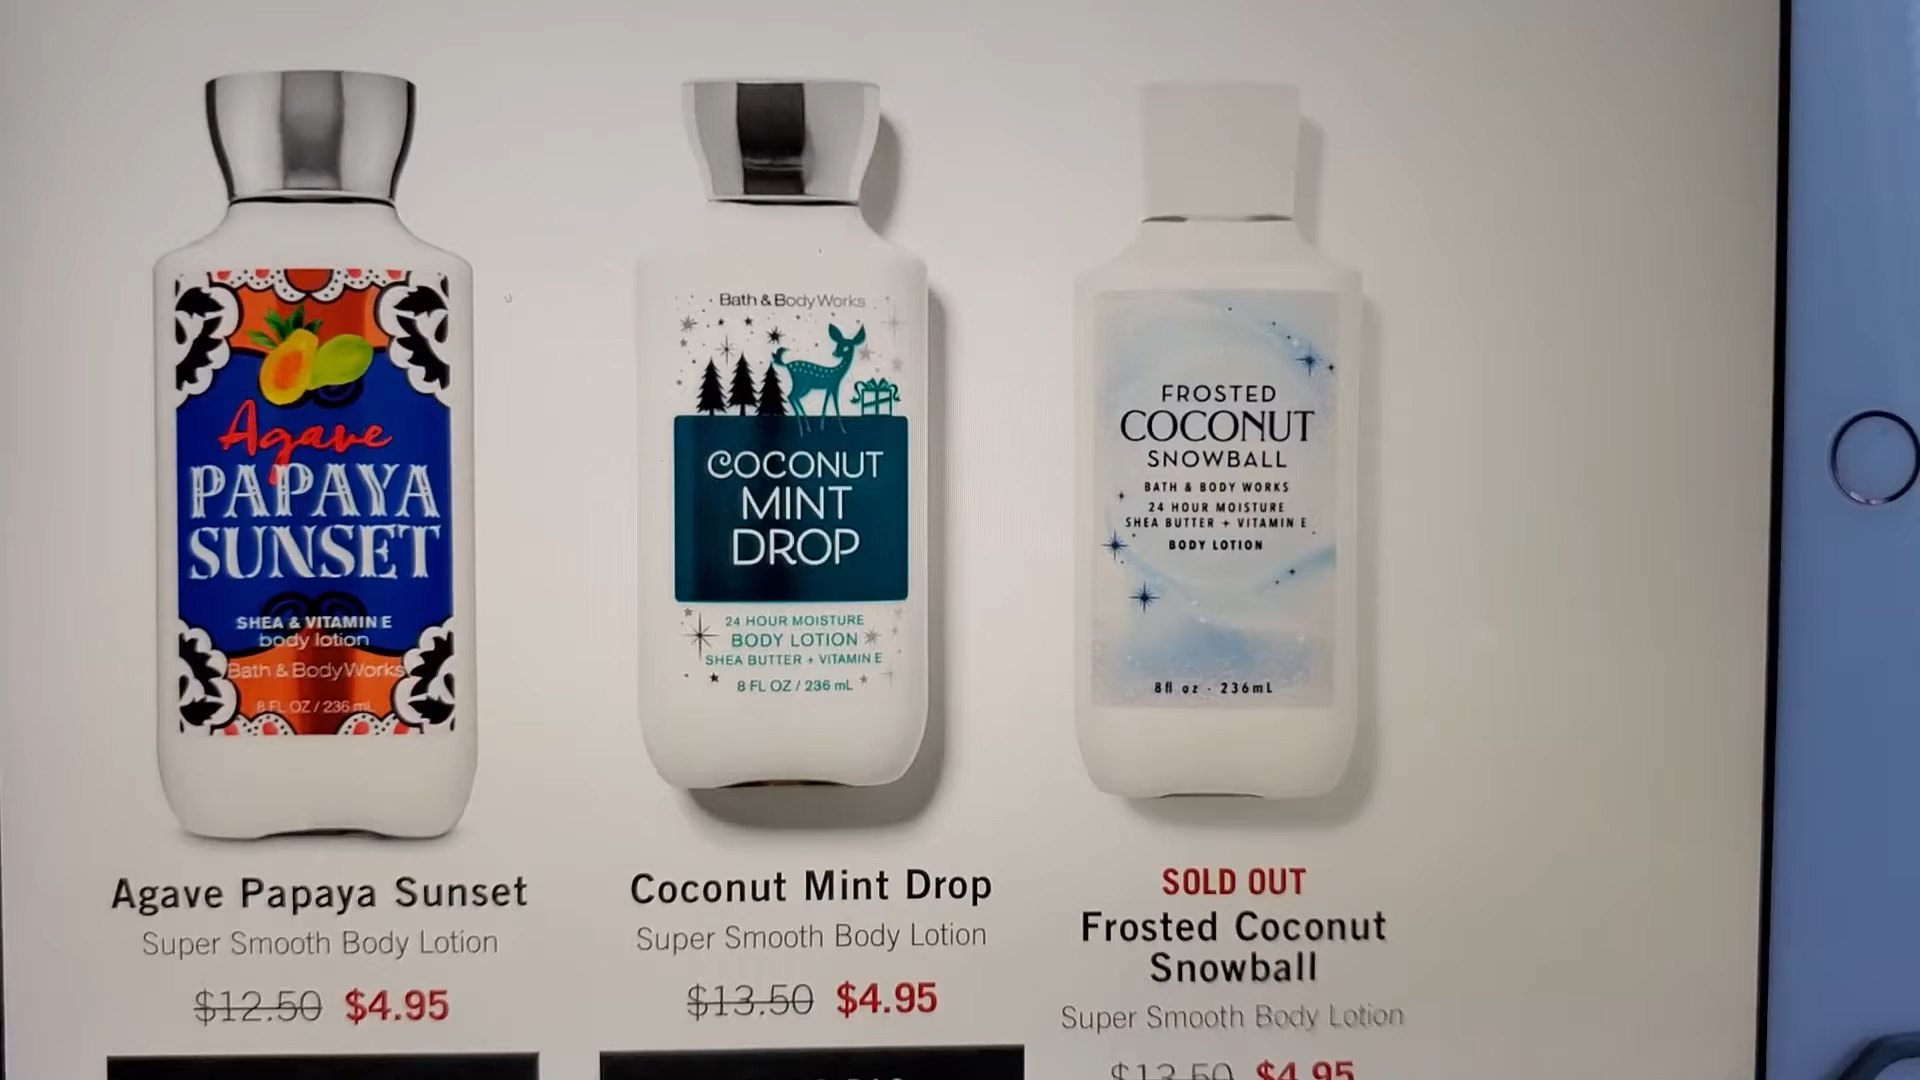 Agave
PAPAYA
SUNSET
SHEA & VITAMIN E
body lotion
Bath & Body Works
8 FL OZ / 236 mL
Agave Papaya Sunset
Super Smooth Body Lotion
$12.50 $4.95
Bath & Body Works
COCONUT
MINT
DROP
24 HOUR MOISTURE
BODY LOTION
SHEA BUTTER + VITAMIN E
8 FL OZ / 236 mL
Coconut Mint Drop
Super Smooth Body Lotion
$13.50 $4.95
FROSTED
COCONUT
SNOWBALL
BATH & BODY WORKS
24 HOUR MOISTURE
SHEA BUTTER + VITAMIN E
BODY LOTION
8 fl oz · 236 mL
SOLD OUT
Frosted Coconut
Snowball
Super Smooth Body Lotion
$13.50 $4.95